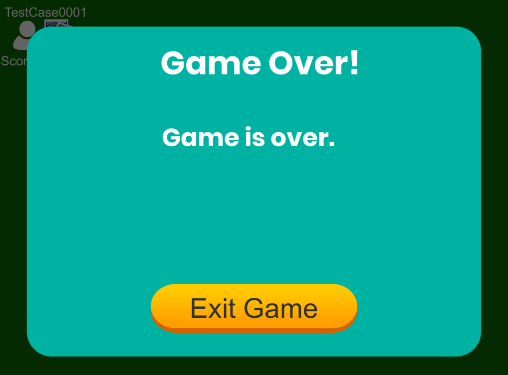 TestCase0001
Game Over!
Game is over.
Exit Game